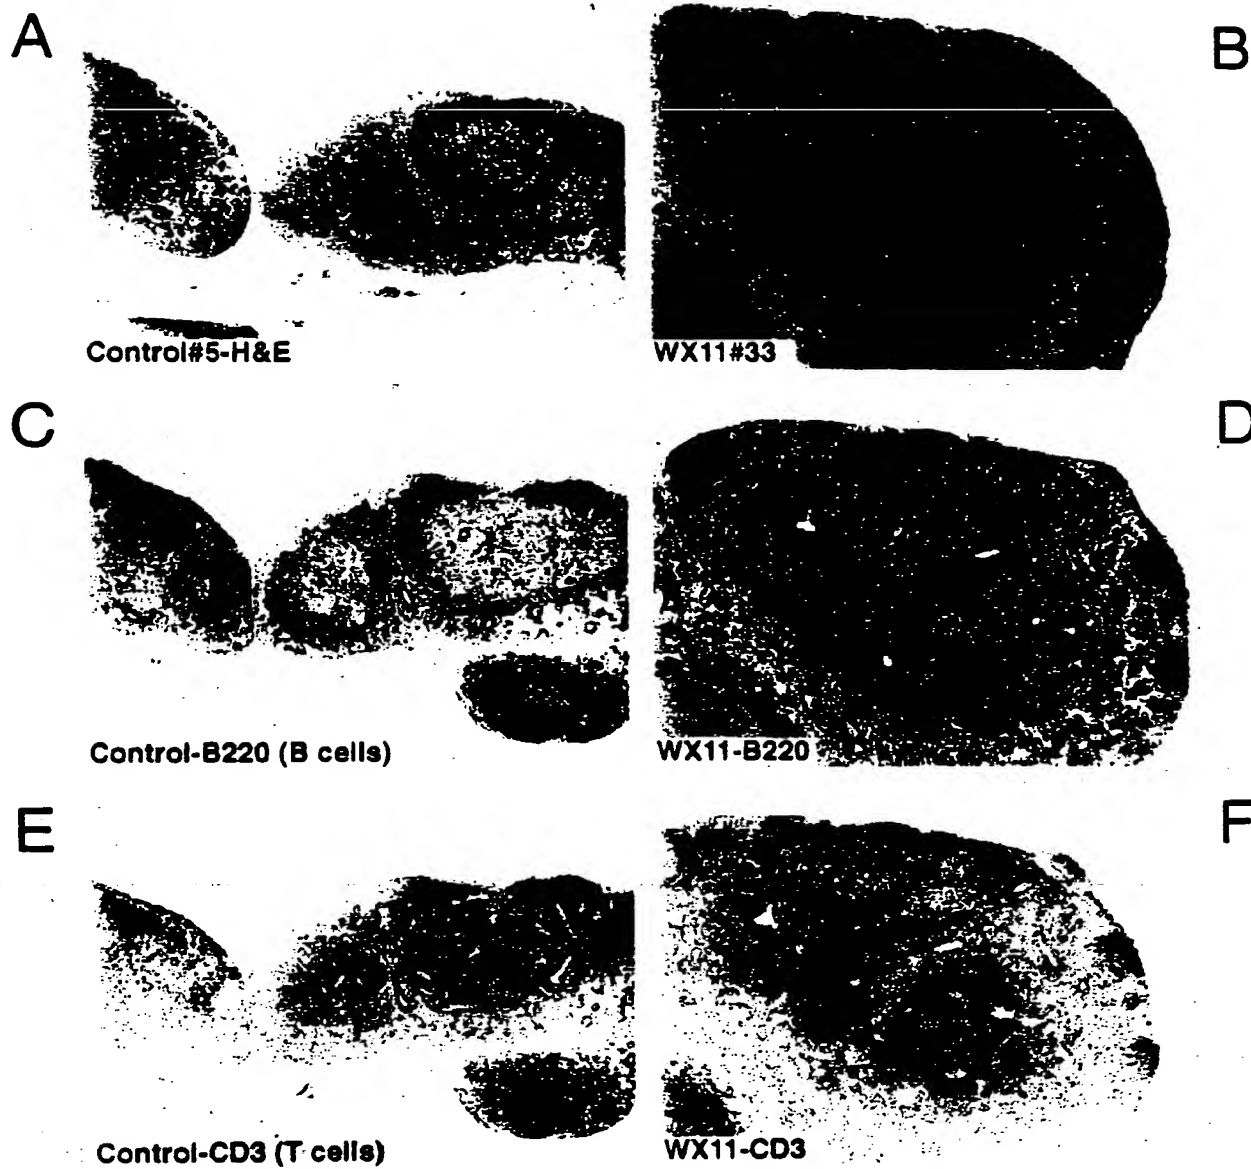 A
B
Control#5-H&E
WX11#33
C
D
Control-B220 (B cells)
WX11-B220
E
F
Control-CD3 (T cells)
WX11-CD3